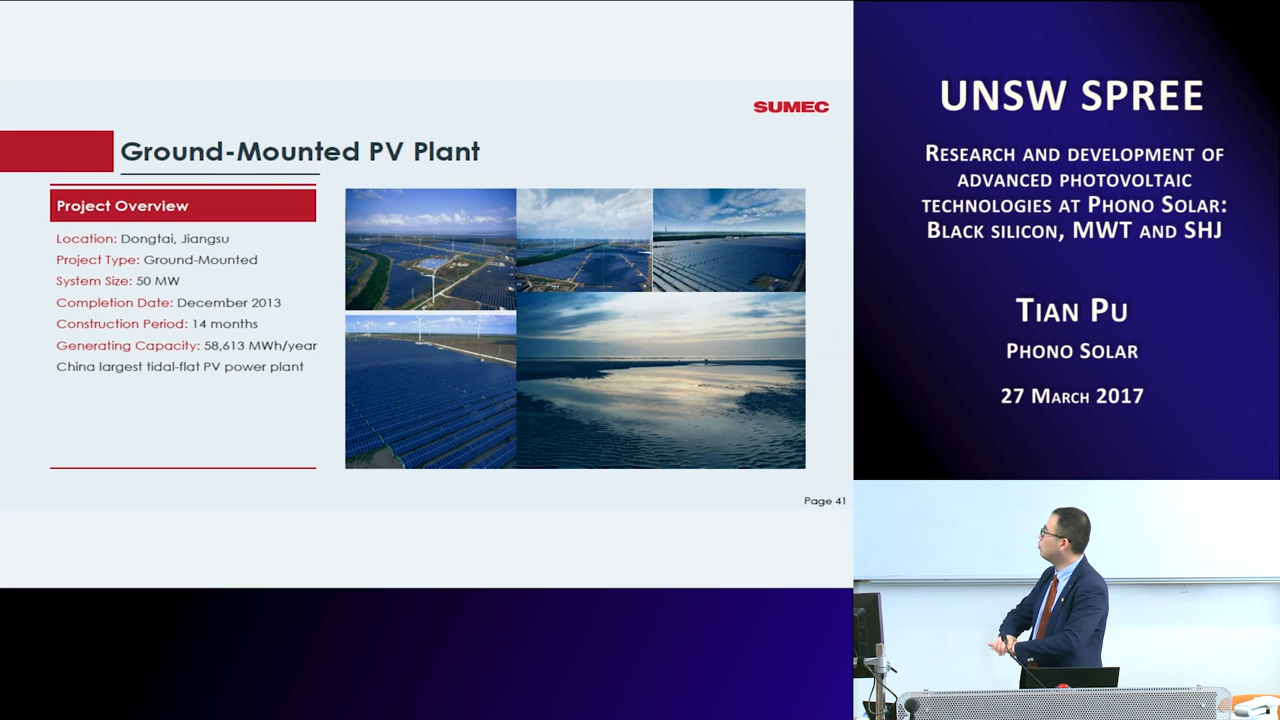 SUMEC
Ground-Mounted PV Plant
Project Overview
Location: Dongtai, Jiangsu
Project Type: Ground-Mounted
System Size: 50 MW
Completion Date: December 2013
Construction Period: 14 months
Generating Capacity: 58,613 MWh/year
China largest tidal-flat PV power plant
Page 41
UNSW SPREE
Research and development of
advanced photovoltaic
technologies at Phono Solar:
Black silicon, MWT and SHJ
Tian Pu
Phono Solar
27 March 2017